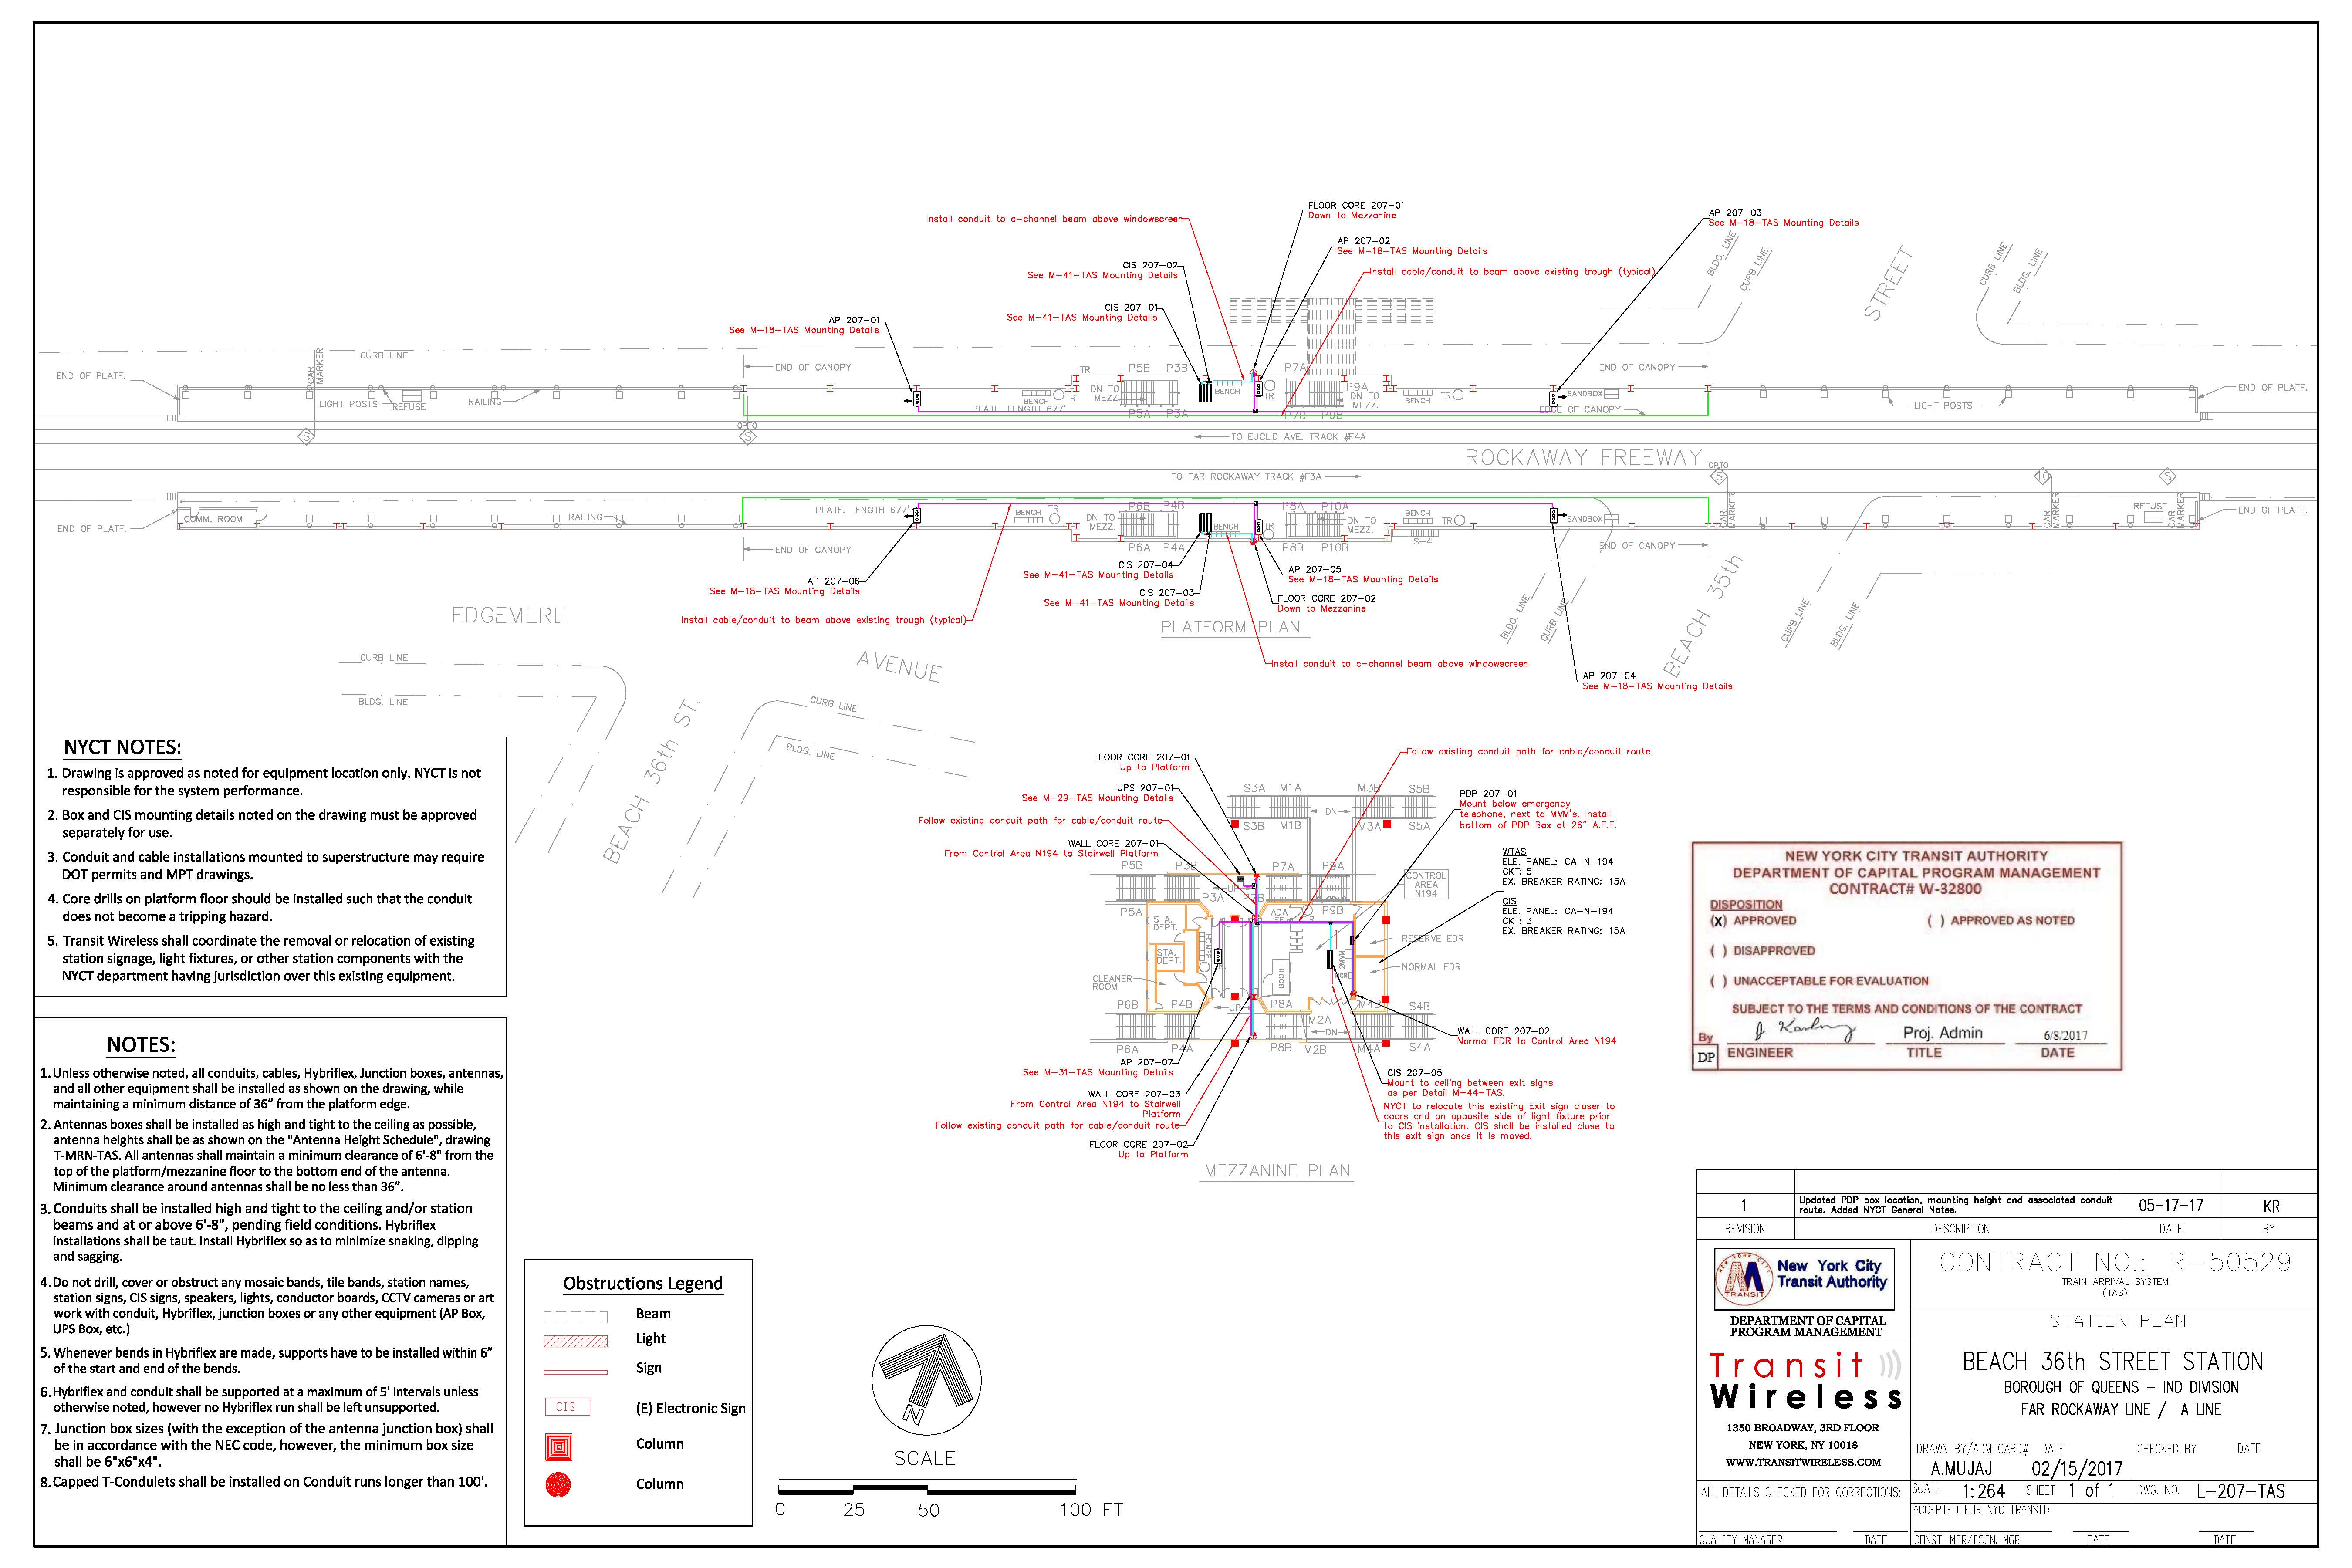 FLOOR CORE 207-01
Down to Mezzanine
Install conduit to c-channel beam above windowscreen
AP 207-02
See M-18-TAS Mounting Details
AP 207-03
See M-18-TAS Mounting Details
CIS 207-02
See M-41-TAS Mounting Details
Install cable/conduit to beam above existing trough (typical)
CIS 207-01
See M-41-TAS Mounting Details
AP 207-01
See M-18-TAS Mounting Details
BLDG. LINE
CURB LINE
STREET
CURB LINE
BLDG. LINE
CURB LINE
END OF PLATF.
CAR MARKER
END OF CANOPY
TR
P5B P3B
P7A
END OF CANOPY
LIGHT POSTS
REFUSE
RAILING
PLATF. LENGTH 677'
BENCH
TR
DN TO
MEZZ.
P5A P3A
BENCH
TR
P9A
DN TO
MEZZ.
P7B P9B
BENCH
TR
SANDBOX
EDGE OF CANOPY
LIGHT POSTS
END OF PLATF.
S
OPTO
S
TO EUCLID AVE. TRACK #F4A
ROCKAWAY FREEWAY
TO FAR ROCKAWAY TRACK #F3A
OPTO
S
10
S
END OF PLATF.
COMM. ROOM
RAILING
PLATF. LENGTH 677'
BENCH
TR
DN TO
MEZZ.
P6B P4B
BENCH
TR
P8A P10A
DN TO
MEZZ.
BENCH
TR
S-4
SANDBOX
CAR MARKER
CAR MARKER
REFUSE
CAR MARKER
END OF PLATF.
END OF CANOPY
P6A P4A
P8B P10B
END OF CANOPY
CIS 207-04
See M-41-TAS Mounting Details
AP 207-05
See M-18-TAS Mounting Details
AP 207-06
See M-18-TAS Mounting Details
CIS 207-03
See M-41-TAS Mounting Details
FLOOR CORE 207-02
Down to Mezzanine
Install cable/conduit to beam above existing trough (typical)
PLATFORM PLAN
Install conduit to c-channel beam above windowscreen
AP 207-04
See M-18-TAS Mounting Details
BLDG. LINE
CURB LINE
BEACH 35th
CURB LINE
BLDG. LINE
EDGEMERE
AVENUE
CURB LINE
BLDG. LINE
BEACH 36th ST.
CURB LINE
BLDG. LINE
NYCT NOTES:
1. Drawing is approved as noted for equipment location only. NYCT is not
responsible for the system performance.
2. Box and CIS mounting details noted on the drawing must be approved
separately for use.
3. Conduit and cable installations mounted to superstructure may require
DOT permits and MPT drawings.
4. Core drills on platform floor should be installed such that the conduit
does not become a tripping hazard.
5. Transit Wireless shall coordinate the removal or relocation of existing
station signage, light fixtures, or other station components with the
NYCT department having jurisdiction over this existing equipment.
NOTES:
1. Unless otherwise noted, all conduits, cables, Hybriflex, Junction boxes, antennas,
and all other equipment shall be installed as shown on the drawing, while
maintaining a minimum distance of 36" from the platform edge.
2. Antennas boxes shall be installed as high and tight to the ceiling as possible,
antenna heights shall be as shown on the "Antenna Height Schedule", drawing
T-MRN-TAS. All antennas shall maintain a minimum clearance of 6'-8" from the
top of the platform/mezzanine floor to the bottom end of the antenna.
Minimum clearance around antennas shall be no less than 36".
3. Conduits shall be installed high and tight to the ceiling and/or station
beams and at or above 6'-8", pending field conditions. Hybriflex
installations shall be taut. Install Hybriflex so as to minimize snaking, dipping
and sagging.
4. Do not drill, cover or obstruct any mosaic bands, tile bands, station names,
station signs, CIS signs, speakers, lights, conductor boards, CCTV cameras or art
work with conduit, Hybriflex, junction boxes or any other equipment (AP Box,
UPS Box, etc.)
5. Whenever bends in Hybriflex are made, supports have to be installed within 6"
of the start and end of the bends.
6. Hybriflex and conduit shall be supported at a maximum of 5' intervals unless
otherwise noted, however no Hybriflex run shall be left unsupported.
7. Junction box sizes (with the exception of the antenna junction box) shall
be in accordance with the NEC code, however, the minimum box size
shall be 6"x6"x4".
8. Capped T-Condulets shall be installed on Conduit runs longer than 100'.
Obstructions Legend
Beam
Light
Sign
CIS (E) Electronic Sign
Column
Column
N
SCALE
0 25 50 100 FT
FLOOR CORE 207-01
Up to Platform
Follow existing conduit path for cable/conduit route
UPS 207-01
See M-29-TAS Mounting Details
Follow existing conduit path for cable/conduit route
WALL CORE 207-01
From Control Area N194 to Stairwell Platform
PDP 207-01
Mount below emergency
telephone, next to MVM's. Install
bottom of PDP Box at 26" A.F.F.
WTAS
ELE. PANEL: CA-N-194
CKT: 5
EX. BREAKER RATING: 15A
CIS
ELE. PANEL: CA-N-194
CKT: 3
EX. BREAKER RATING: 15A
S3A M1A M3B S5B
DN
S3B M1B M3A S5A
P5B P3B P7A P9A
UP
P3A
CONTROL
AREA
N194
P5A
STA.
DEPT.
ADA
P9B
STA.
DEPT.
BENCH
RESERVE EDR
NORMAL EDR
CLEANER
ROOM
2MVM
P6B P4B
UP
P8A
M4B S4B
M2A
DN
P6A P4A P8B M2B M4A S4A
AP 207-07
See M-31-TAS Mounting Details
WALL CORE 207-03
From Control Area N194 to Stairwell
Platform
Follow existing conduit path for cable/conduit route
FLOOR CORE 207-02
Up to Platform
MEZZANINE PLAN
WALL CORE 207-02
Normal EDR to Control Area N194
CIS 207-05
Mount to ceiling between exit signs
as per Detail M-44-TAS.
NYCT to relocate this existing Exit sign closer to
doors and on opposite side of light fixture prior
to CIS installation. CIS shall be installed close to
this exit sign once it is moved.
NEW YORK CITY TRANSIT AUTHORITY
DEPARTMENT OF CAPITAL PROGRAM MANAGEMENT
CONTRACT# W-32800
DISPOSITION
(X) APPROVED ( ) APPROVED AS NOTED
( ) DISAPPROVED
( ) UNACCEPTABLE FOR EVALUATION
SUBJECT TO THE TERMS AND CONDITIONS OF THE CONTRACT
By Proj. Admin 6/8/2017
DP ENGINEER TITLE DATE
1 Updated PDP box location, mounting height and associated conduit
route. Added NYCT General Notes. 05-17-17 KR
REVISION DESCRIPTION DATE BY
New York City
Transit Authority
TRANSIT
DEPARTMENT OF CAPITAL
PROGRAM MANAGEMENT
CONTRACT NO.: R-50529
TRAIN ARRIVAL SYSTEM
(TAS)
Transit
Wireless
1350 BROADWAY, 3RD FLOOR
NEW YORK, NY 10018
WWW.TRANSITWIRELESS.COM
STATION PLAN
BEACH 36th STREET STATION
BOROUGH OF QUEENS - IND DIVISION
FAR ROCKAWAY LINE / A LINE
DRAWN BY/ADM CARD# DATE CHECKED BY DATE
A.MUJAJ 02/15/2017
ALL DETAILS CHECKED FOR CORRECTIONS:
SCALE 1:264 SHEET 1 of 1 DWG. NO. L-207-TAS
ACCEPTED FOR NYC TRANSIT:
QUALITY MANAGER DATE CONST. MGR/DSGN. MGR DATE DATE